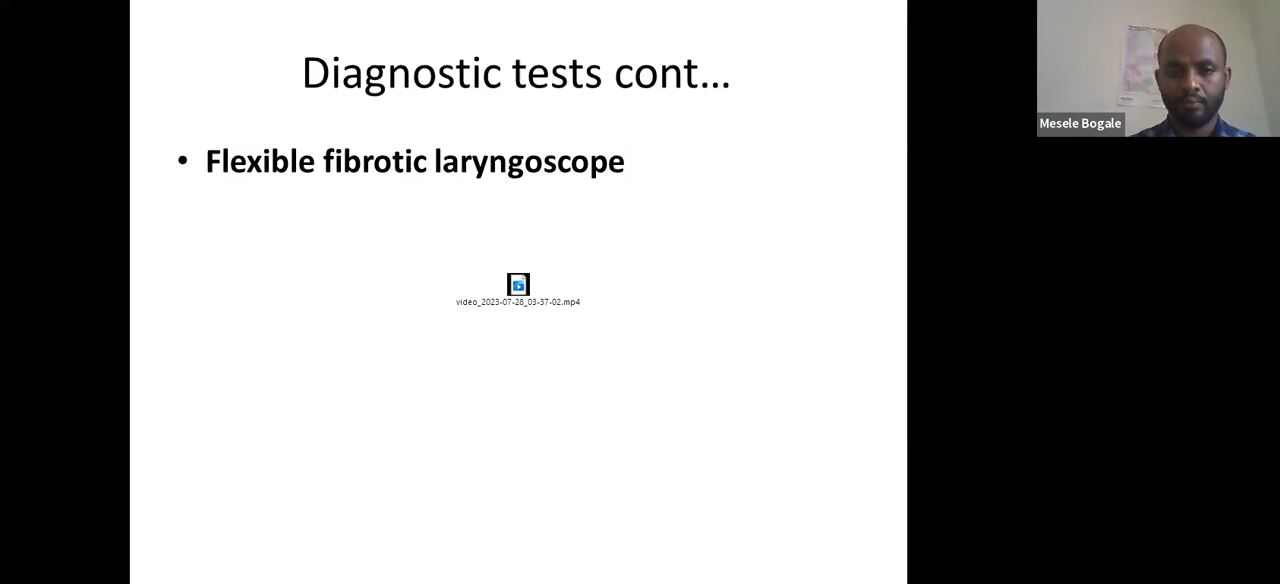 Diagnostic tests cont...
• Flexible fibrotic laryngoscope
video_2023-07-28_03-37-02.mp4
Mesele Bogale